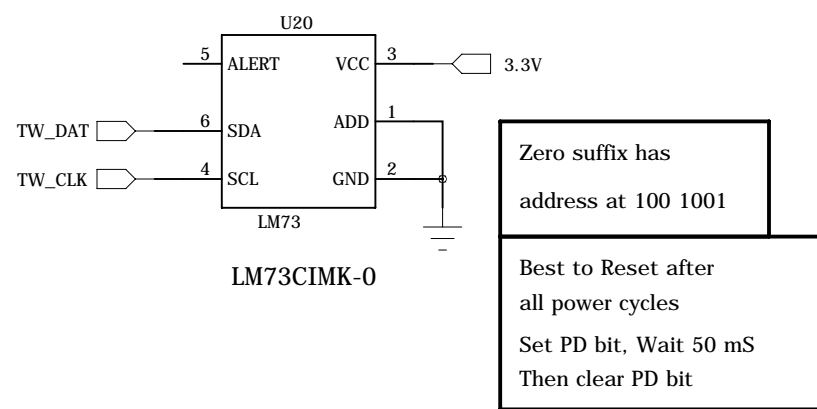 U20
5 ALERT VCC 3 3.3V
ADD 1
TW_DAT 6 SDA
TW_CLK 4 SCL GND 2
LM73
LM73CIMK-0
Zero suffix has
address at 100 1001
Best to Reset after
all power cycles
Set PD bit, Wait 50 mS
Then clear PD bit